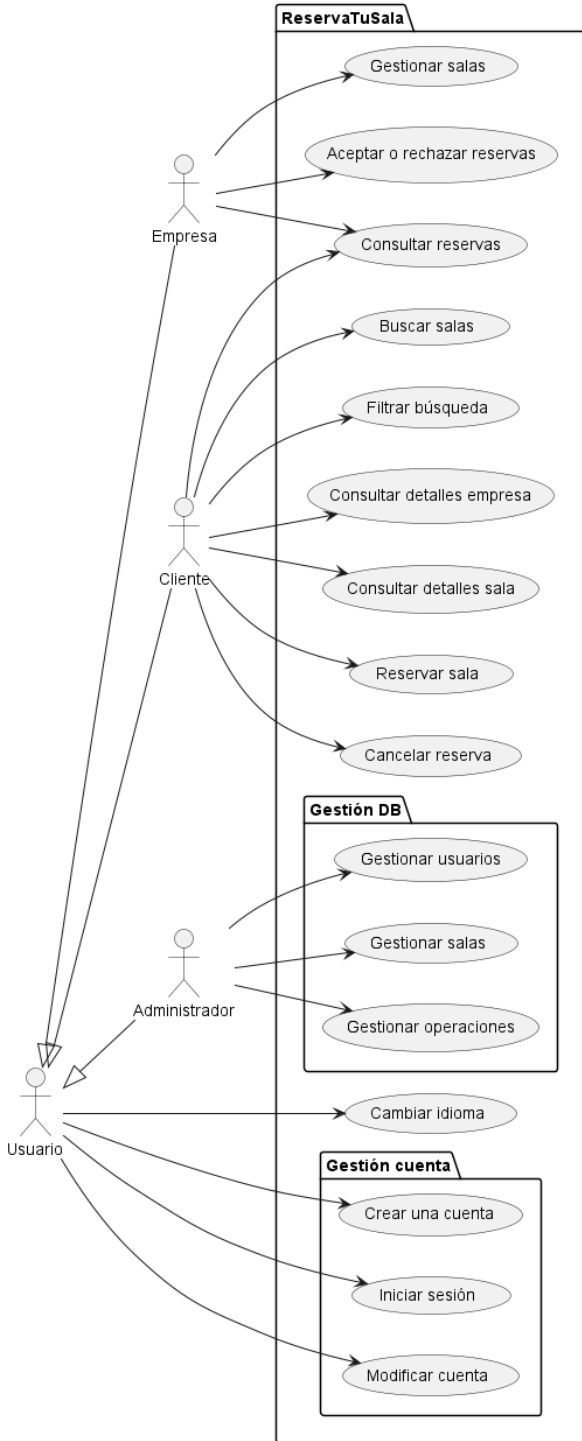 ReservaTuSala
Gestionar salas
Aceptar o rechazar reservas
Empresa
Consultar reservas
Buscar salas
Filtrar búsqueda
Consultar detalles empresa
Cliente
Consultar detalles sala
Reservar sala
Cancelar reserva
Gestión DB
Gestionar usuarios
Gestionar salas
Administrador
Gestionar operaciones
Cambiar idioma
Usuario
Gestión cuenta
Crear una cuenta
Iniciar sesión
Modificar cuenta